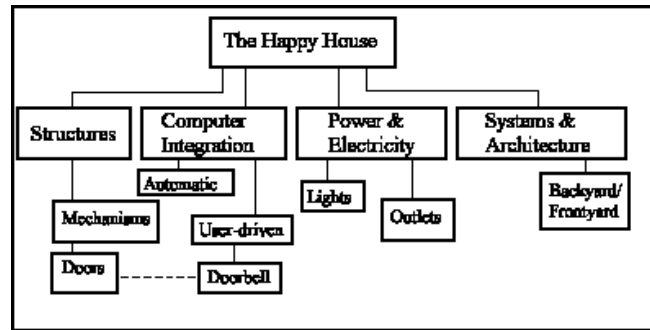 The Happy House
Structures
Computer
Integration
Power &
Electricity
Systems &
Architecture
Automatic
Lights
Backyard/
Frontyard
Mechanisms
User-driven
Outlets
Doors
Doorbell